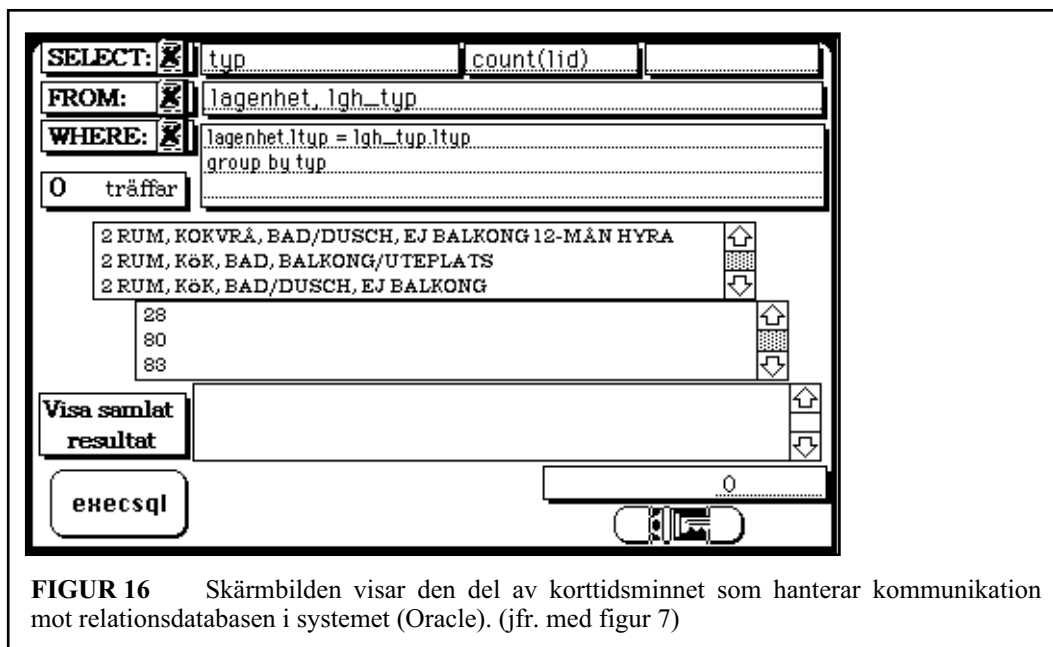 SELECT: typ count(lid)
FROM: lagenhet, lgh_typ
WHERE: lagenhet.ltyp = lgh_typ.ltyp
group by typ
0 träffar
2 RUM, KOKVRÅ, BAD/DUSCH, EJ BALKONG 12-MÅN HYRA
2 RUM, KöK, BAD, BALKONG/UTEPLATS
2 RUM, KöK, BAD/DUSCH, EJ BALKONG
28
80
83
Visa samlat
resultat
execsql
0
FIGUR 16 Skärmbilden visar den del av korttidsminnet som hanterar kommunikation
mot relationsdatabasen i systemet (Oracle). (jfr. med figur 7)